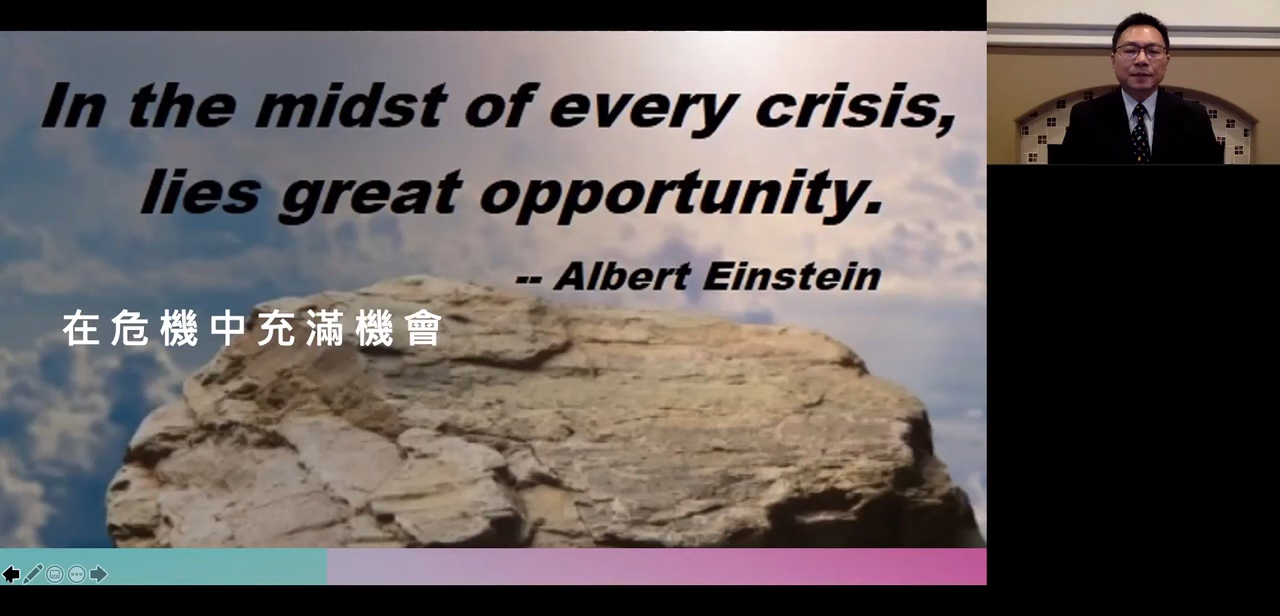 In the midst of every crisis,
lies great opportunity.
-- Albert Einstein
在危機中充滿機會